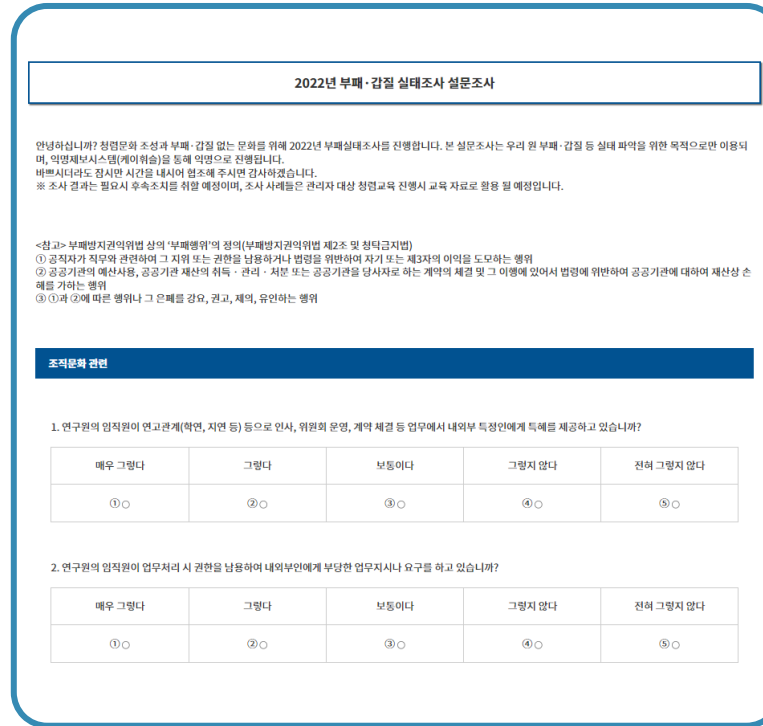 2022년 부패·갑질 실태조사 설문조사
안녕하십니까? 청렴문화 조성과 부패·갑질 없는 문화를 위해 2022년 부패실태조사를 진행합니다. 본 설문조사는 우리 원 부패·갑질 등 실태 파악을 위한 목적으로만 이용되
며, 익명제보시스템(케이휘슬)을 통해 익명으로 진행됩니다.
바쁘시더라도 잠시만 시간을 내시어 협조해 주시면 감사하겠습니다.
※ 조사 결과는 필요시 후속조치를 취할 예정이며, 조사 사례들은 관리자 대상 청렴교육 진행시 교육 자료로 활용 될 예정입니다.
<참고> 부패방지권익위법 상의 '부패행위'의 정의(부패방지권익위법 제2조 및 청탁금지법)
① 공직자가 직무와 관련하여 그 지위 또는 권한을 남용하거나 법령을 위반하여 자기 또는 제3자의 이익을 도모하는 행위
② 공공기관의 예산사용, 공공기관 재산의 취득·관리·처분 또는 공공기관을 당사자로 하는 계약의 체결 및 그 이행에 있어서 법령에 위반하여 공공기관에 대하여 재산상 손
해를 가하는 행위
③ ①과 ②에 따른 행위나 그 은폐를 강요, 권고, 제의, 유인하는 행위
조직문화 관련
1. 연구원의 임직원이 연고관계(학연, 지연 등) 등으로 인사, 위원회 운영, 계약 체결 등 업무에서 내외부 특정인에게 특혜를 제공하고 있습니까?
매우 그렇다 그렇다 보통이다 그렇지 않다 전혀 그렇지 않다
①○ ②○ ③○ ④○ ⑤○
2. 연구원의 임직원이 업무처리 시 권한을 남용하여 내외부인에게 부당한 업무지시나 요구를 하고 있습니까?
매우 그렇다 그렇다 보통이다 그렇지 않다 전혀 그렇지 않다
①○ ②○ ③○ ④○ ⑤○